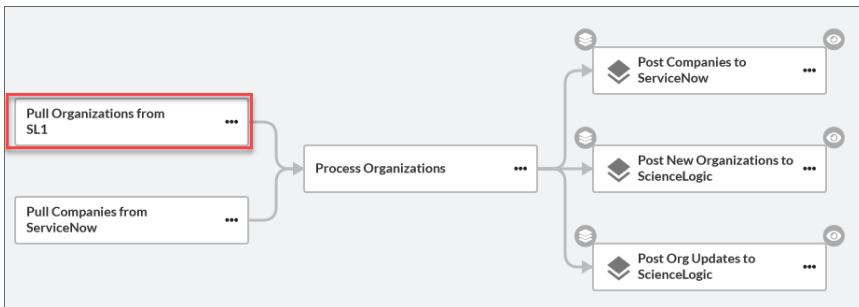 Pull Organizations from
SL1
Pull Companies from
ServiceNow
Process Organizations
Post Companies to
ServiceNow
Post New Organizations to
ScienceLogic
Post Org Updates to
ScienceLogic